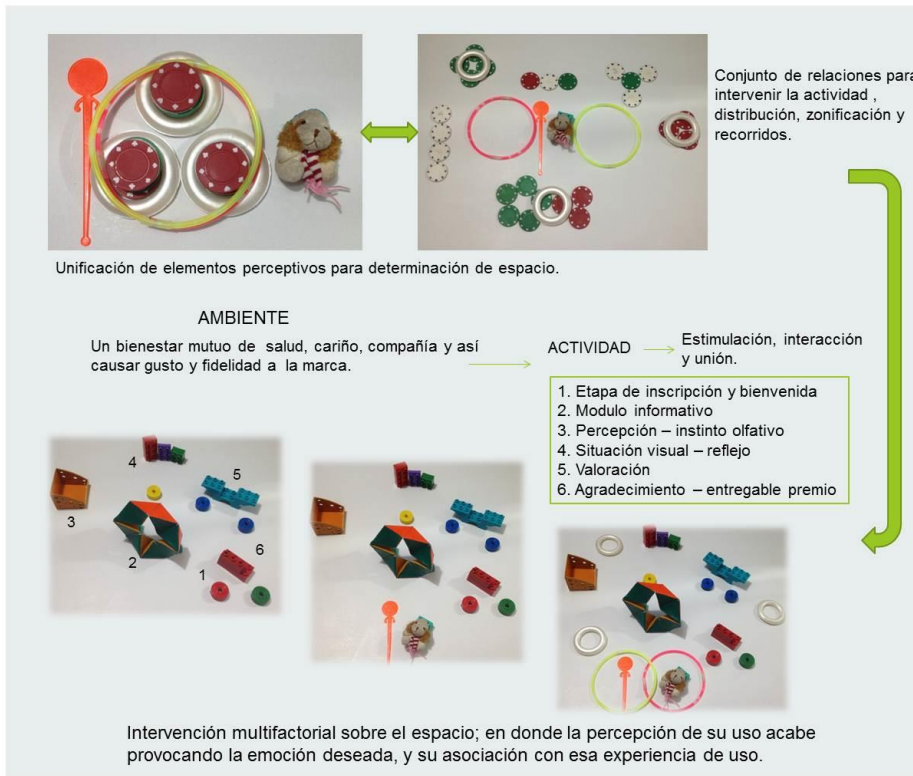 Conjunto de relaciones para
intervenir la actividad ,
distribución, zonificación y
recorridos.
Unificación de elementos perceptivos para determinación de espacio.
AMBIENTE
Un bienestar mutuo de salud, cariño, compañía y así
causar gusto y fidelidad a la marca.
ACTIVIDAD
Estimulación, interacción
y unión.
1. Etapa de inscripción y bienvenida
2. Modulo informativo
3. Percepción – instinto olfativo
4. Situación visual – reflejo
5. Valoración
6. Agradecimiento – entregable premio
4
5
3
6
2
1
Intervención multifactorial sobre el espacio; en donde la percepción de su uso acabe
provocando la emoción deseada, y su asociación con esa experiencia de uso.